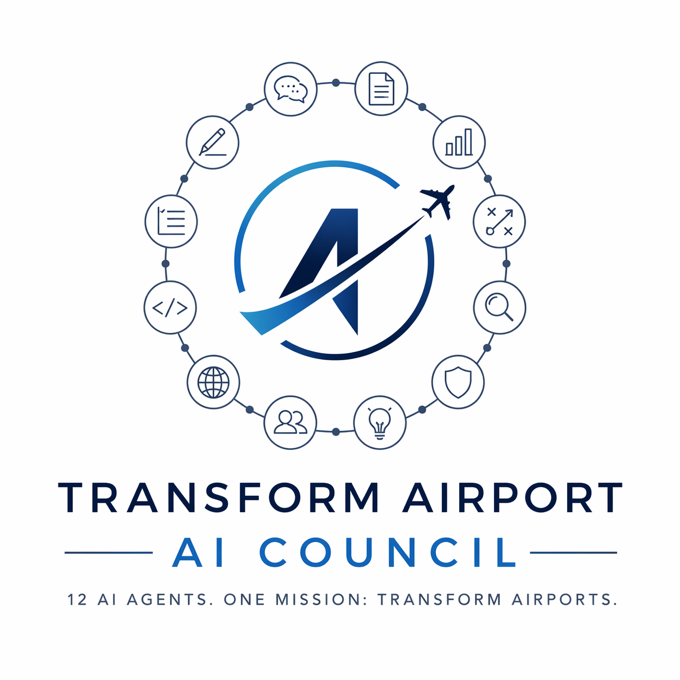 A
</>
TRANSFORM AIRPORT
AI COUNCIL
12 AI AGENTS. ONE MISSION: TRANSFORM AIRPORTS.